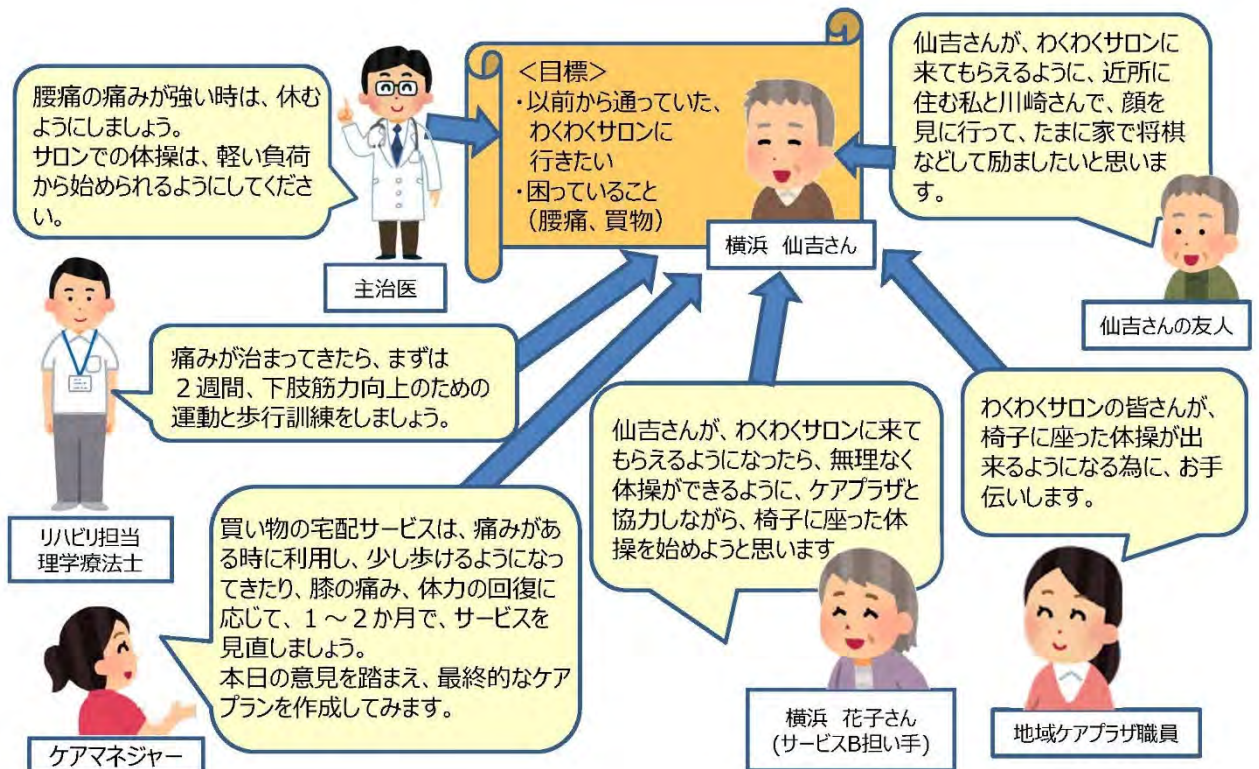 腰痛の痛みが強い時は、休む
ようにしましょう。
サロンでの体操は、軽い負荷
から始められるようにしてくださ
い。
主治医
<目標>
・以前から通っていた、
わくわくサロンに
行きたい
・困っていること
（腰痛、買物）
横浜 仙吉さん
仙吉さんが、わくわくサロンに
来てもらえるように、近所に
住む私と川崎さんで、顔を
見に行って、たまに家で将棋
などして励ましたいと思いま
す。
仙吉さんの友人
痛みが治まってきたら、まずは
２週間、下肢筋力向上のための
運動と歩行訓練をしましょう。
リハビリ担当
理学療法士
買い物の宅配サービスは、痛みがあ
る時に利用し、少し歩けるようになっ
てきたり、膝の痛み、体力の回復に
応じて、１～２か月で、サービスを
見直しましょう。
本日の意見を踏まえ、最終的なケア
プランを作成してみます。
ケアマネジャー
仙吉さんが、わくわくサロンに来て
もらえるようになったら、無理なく
体操ができるように、ケアプラザと
協力しながら、椅子に座った体
操を始めようと思います
横浜 花子さん
(サービスB担い手)
わくわくサロンの皆さんが、
椅子に座った体操が出
来るようになる為に、お手
伝いします。
地域ケアプラザ職員